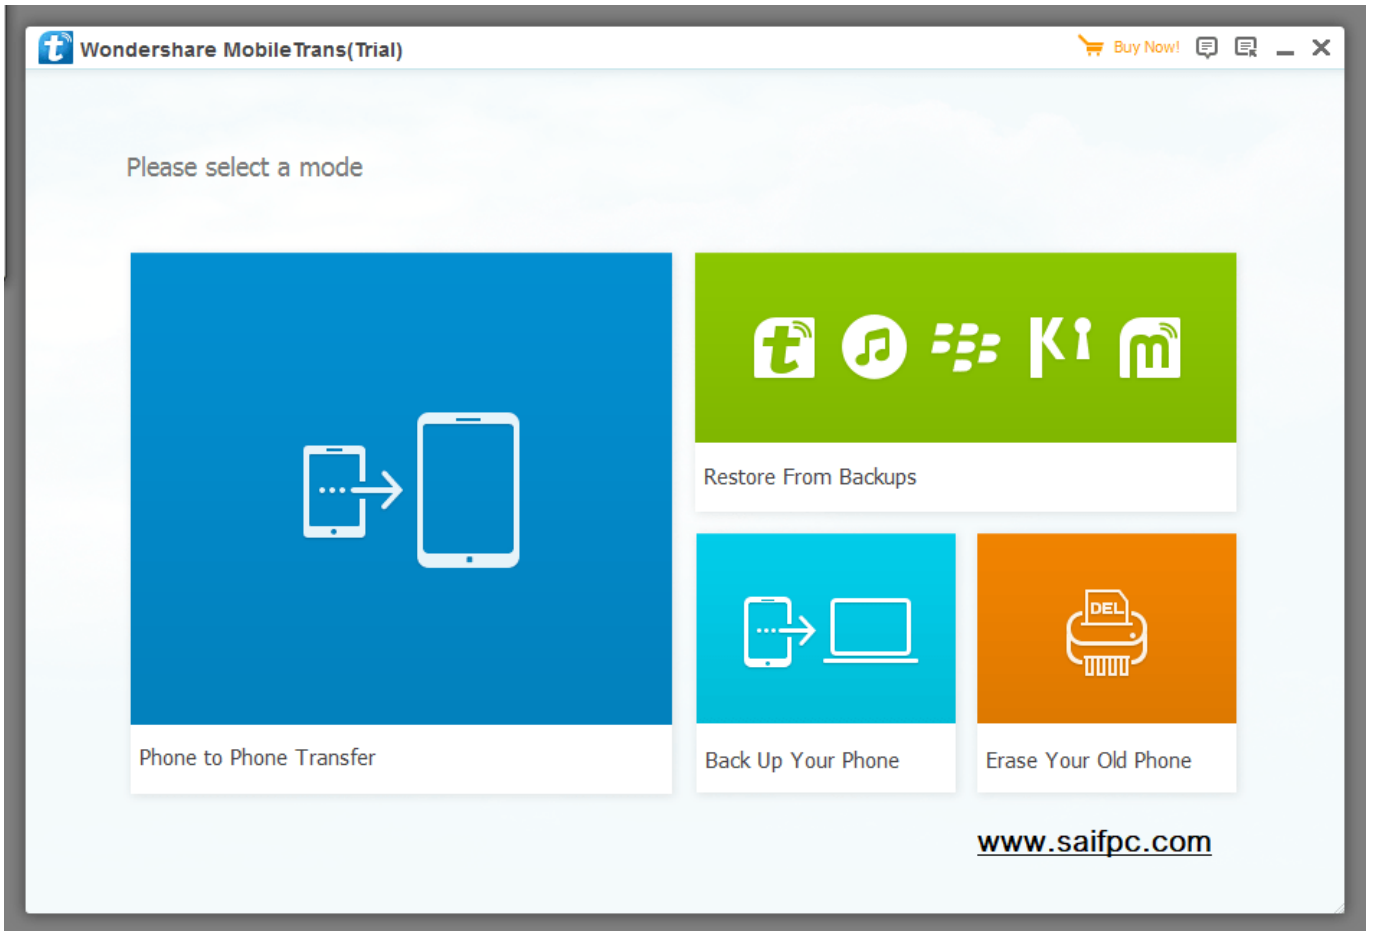 Wondershare MobileTrans(Trial)
Buy Now!
Please select a mode
Restore From Backups
DEL
Phone to Phone Transfer
Back Up Your Phone
Erase Your Old Phone
www.saifpc.com